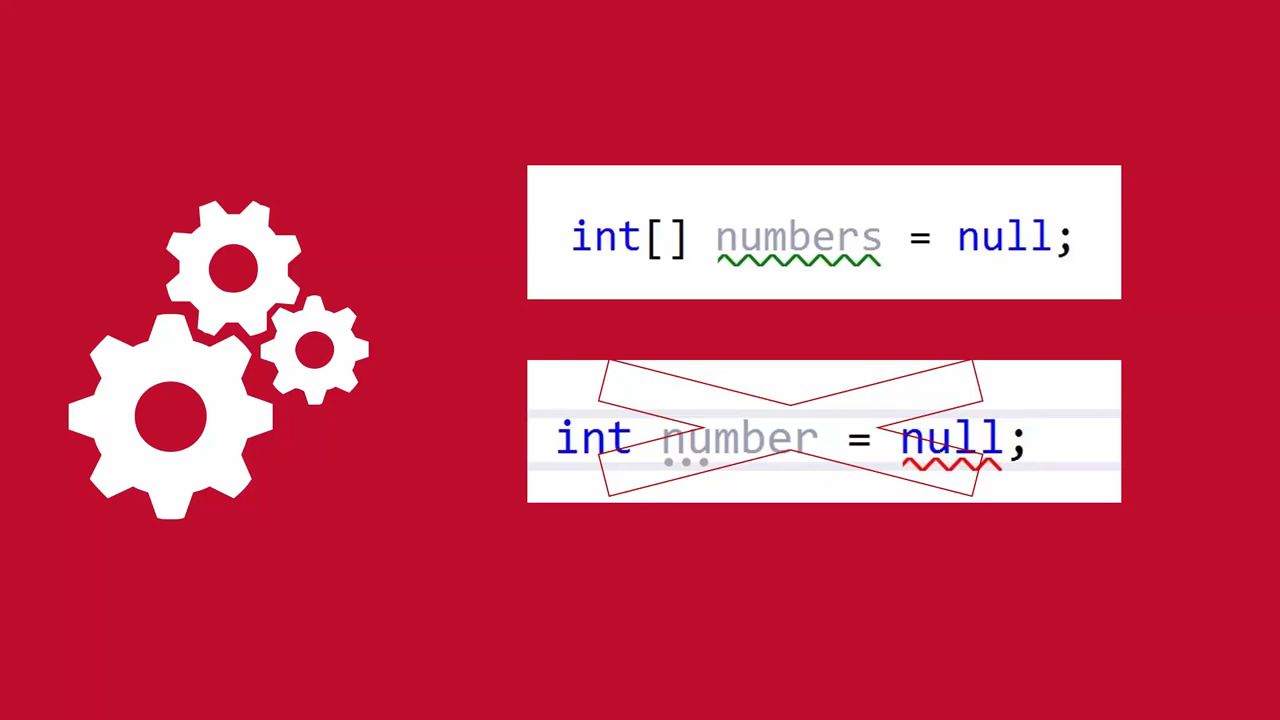 int[] numbers = null;
int number = null;